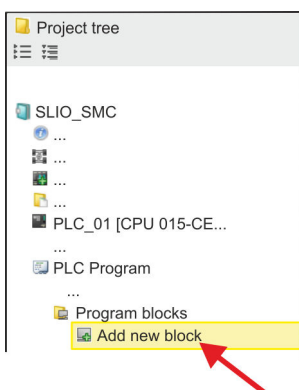 Project tree
SLIO_SMC
...
...
...
...
PLC_01 [CPU 015-CE...
...
PLC Program
...
Program blocks
Add new block